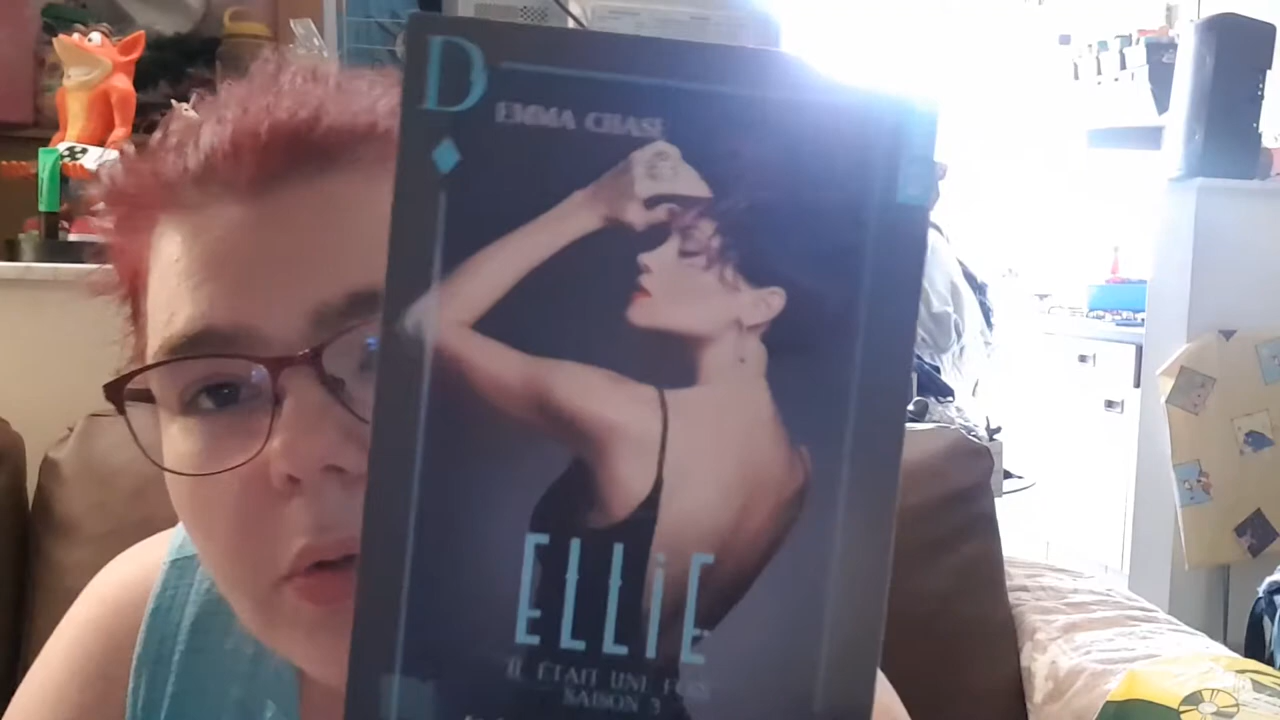 D
EMMA CHASE
ELLiE
IL ÉTAIT UNE FOIS
SAISON 3